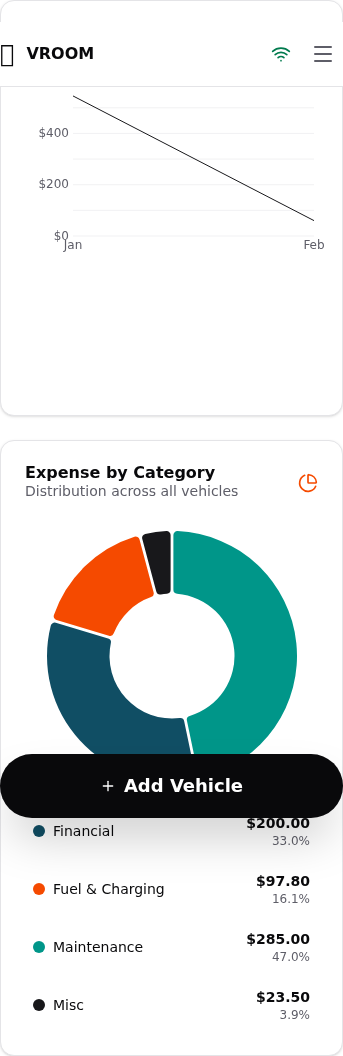 VROOM
$400
$200
$0
Jan Feb
Expense by Category
Distribution across all vehicles
+ Add Vehicle
Financial $200.00
33.0%
Fuel & Charging $97.80
16.1%
Maintenance $285.00
47.0%
Misc $23.50
3.9%